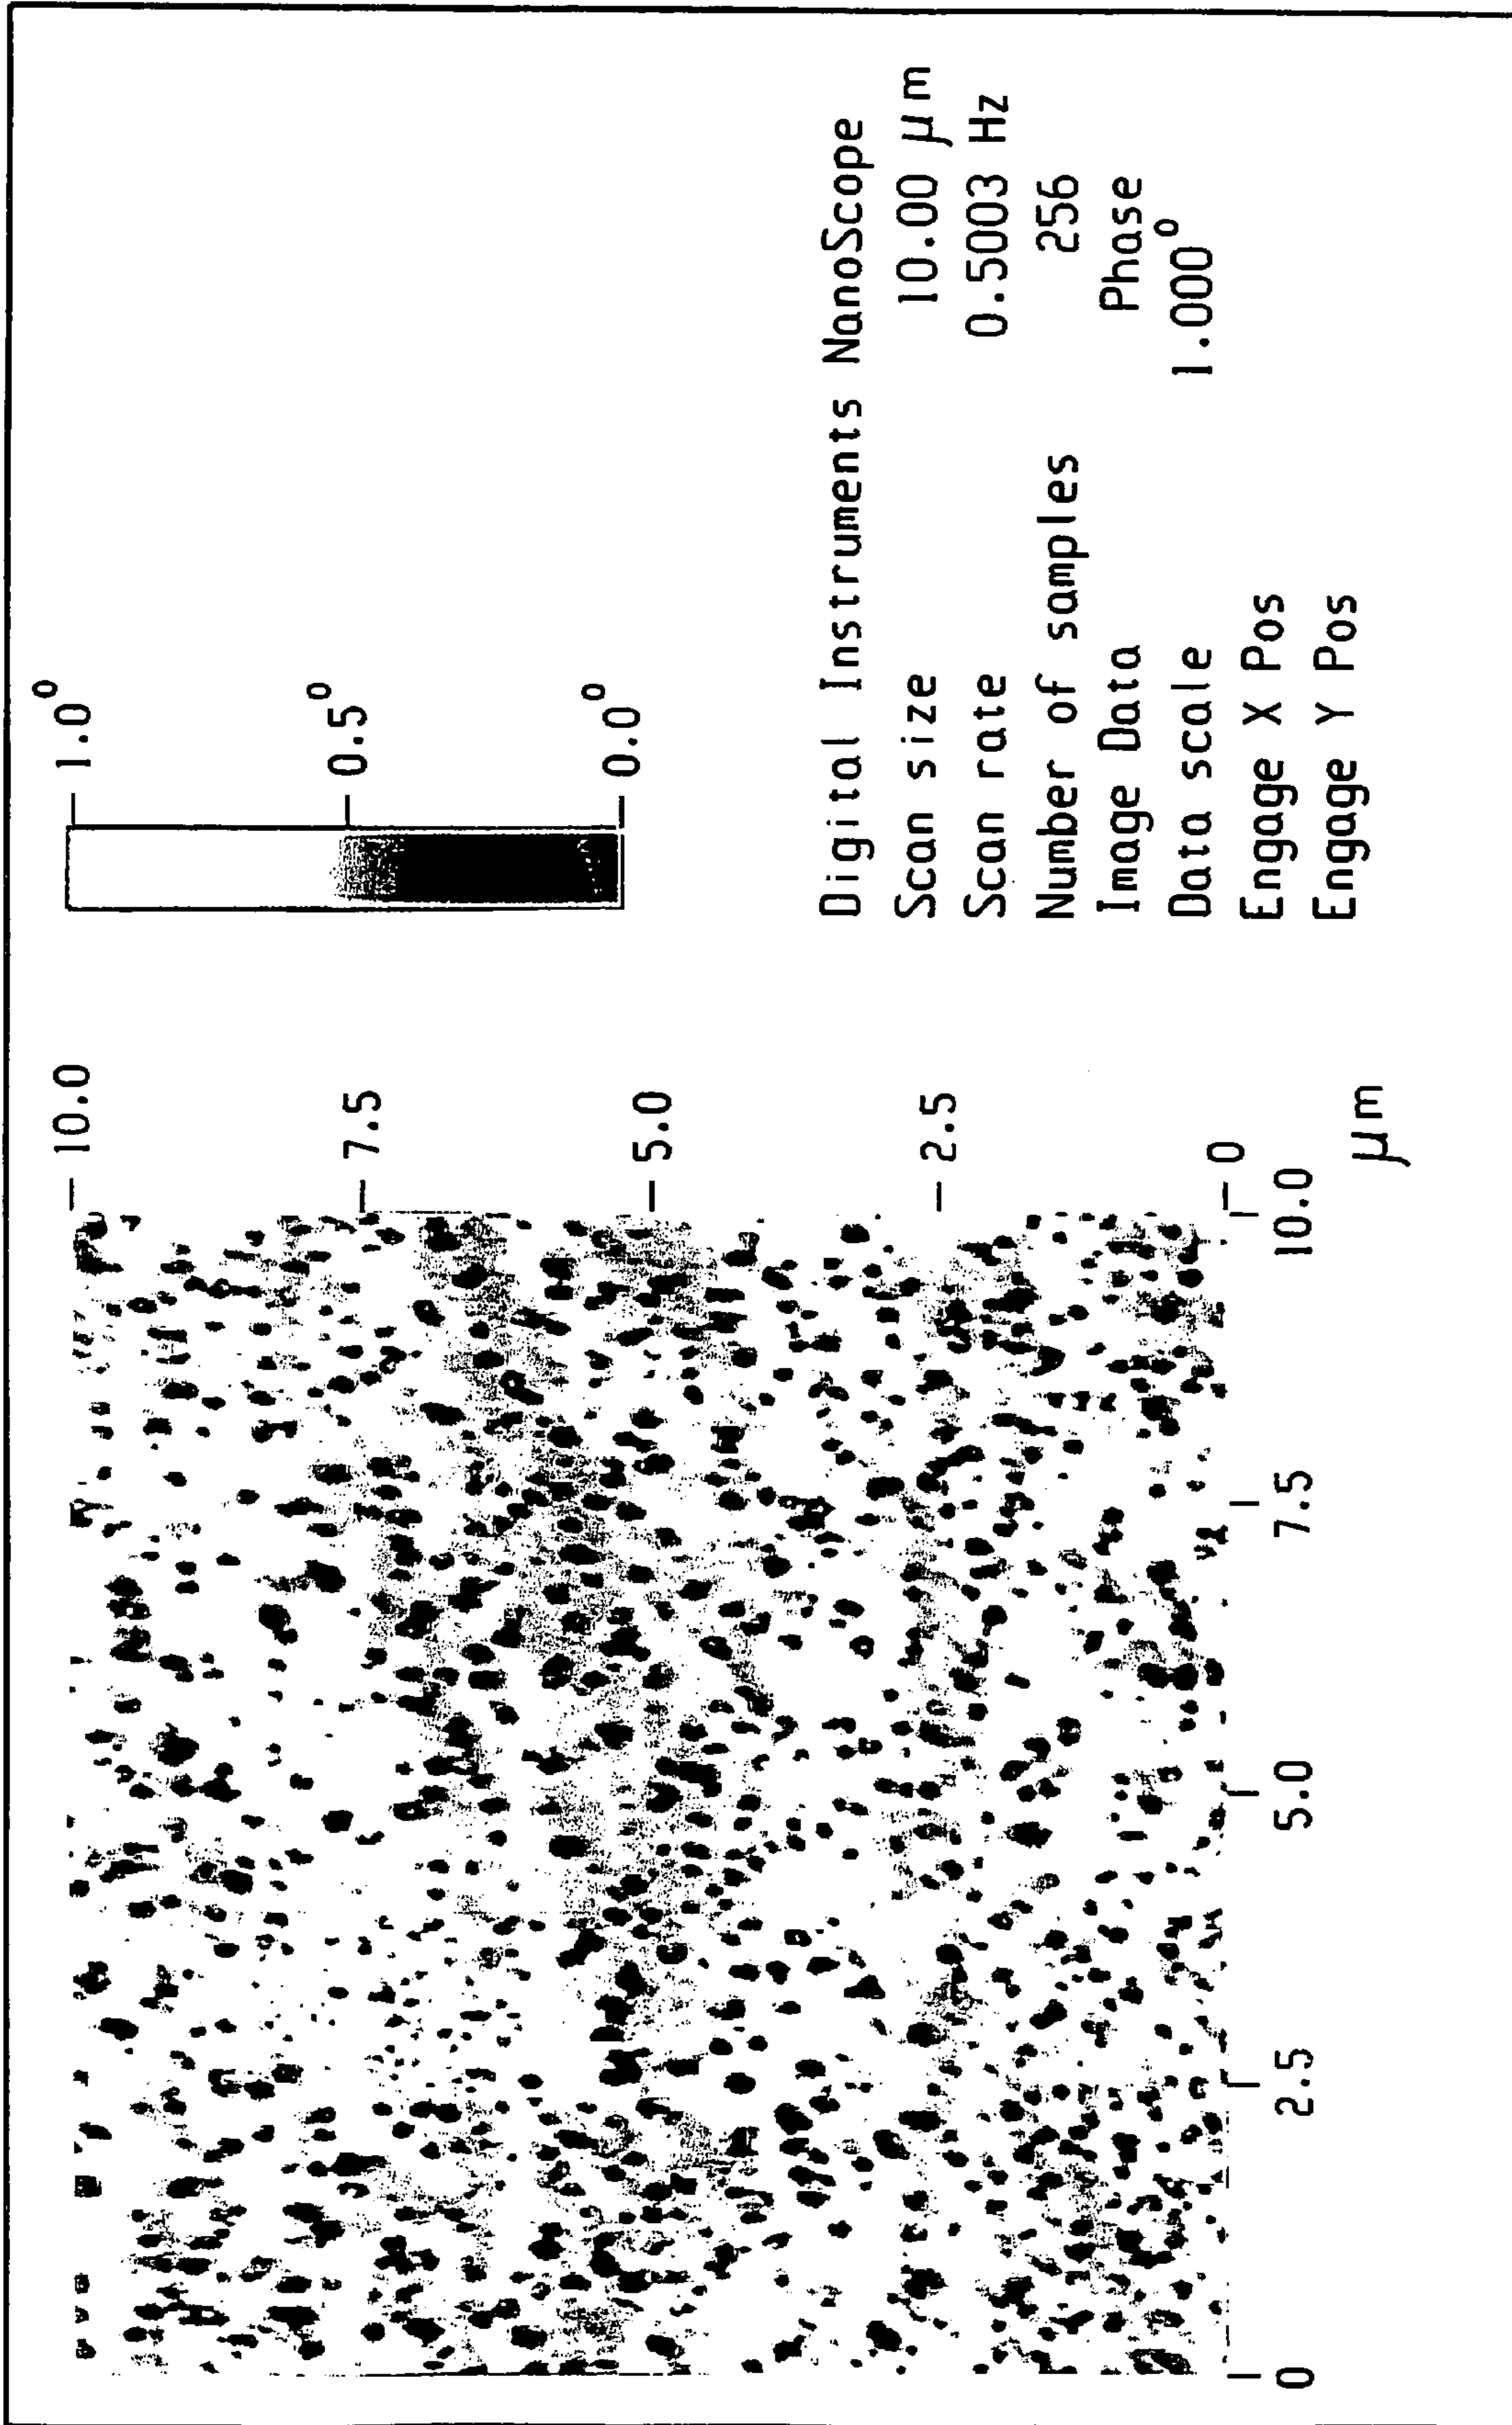 10.0
7.5
5.0
2.5
0
0 2.5 5.0 7.5 10.0
μm
1.0°
0.5°
0.0°
Digital Instruments NanoScope
Scan size 10.00 μm
Scan rate 0.5003 Hz
Number of samples 256
Image Data Phase
Data scale 1.000°
Engage X Pos
Engage Y Pos